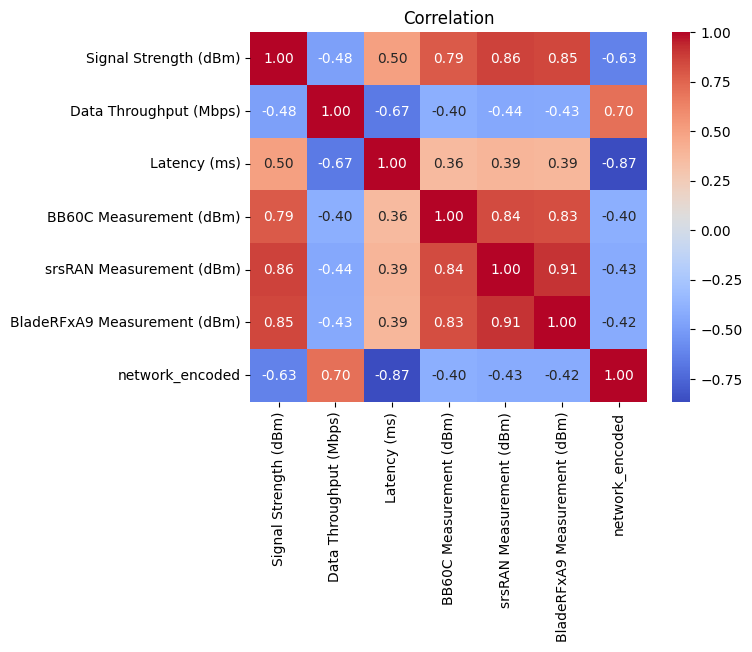 Correlation
Signal Strength (dBm) 1.00 -0.48 0.50 0.79 0.86 0.85 -0.63
Data Throughput (Mbps) -0.48 1.00 -0.67 -0.40 -0.44 -0.43 0.70
Latency (ms) 0.50 -0.67 1.00 0.36 0.39 0.39 -0.87
BB60C Measurement (dBm) 0.79 -0.40 0.36 1.00 0.84 0.83 -0.40
srsRAN Measurement (dBm) 0.86 -0.44 0.39 0.84 1.00 0.91 -0.43
BladeRFxA9 Measurement (dBm) 0.85 -0.43 0.39 0.83 0.91 1.00 -0.42
network_encoded -0.63 0.70 -0.87 -0.40 -0.43 -0.42 1.00
Signal Strength (dBm)
Data Throughput (Mbps)
Latency (ms)
BB60C Measurement (dBm)
srsRAN Measurement (dBm)
BladeRFxA9 Measurement (dBm)
network_encoded
1.00
0.75
0.50
0.25
0.00
−0.25
−0.50
−0.75